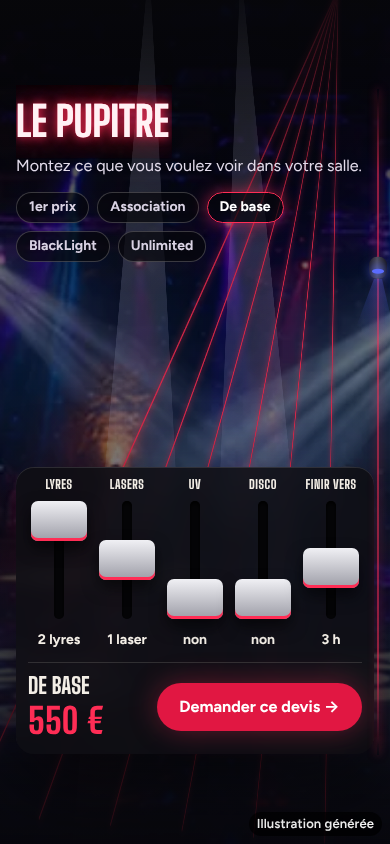 LE PUPITRE
Montez ce que vous voulez voir dans votre salle.
1er prix
Association
De base
BlackLight
Unlimited
LYRES
LASERS
UV
DISCO
FINIR VERS
2 lyres
1 laser
non
non
3 h
DE BASE
550 €
Demander ce devis →
Illustration générée